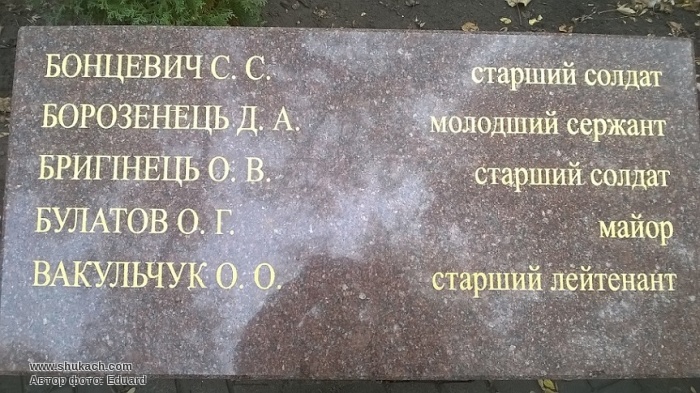 БОНЦЕВИЧ С. С. старший солдат
БОРОЗЕНЕЦЬ Д. А. молодший сержант
БРИГІНЕЦЬ О. В. старший солдат
БУЛАТОВ О. Г. майор
ВАКУЛЬЧУК О. О. старший лейтенант
www.shukach.com
Автор фото: Eduard